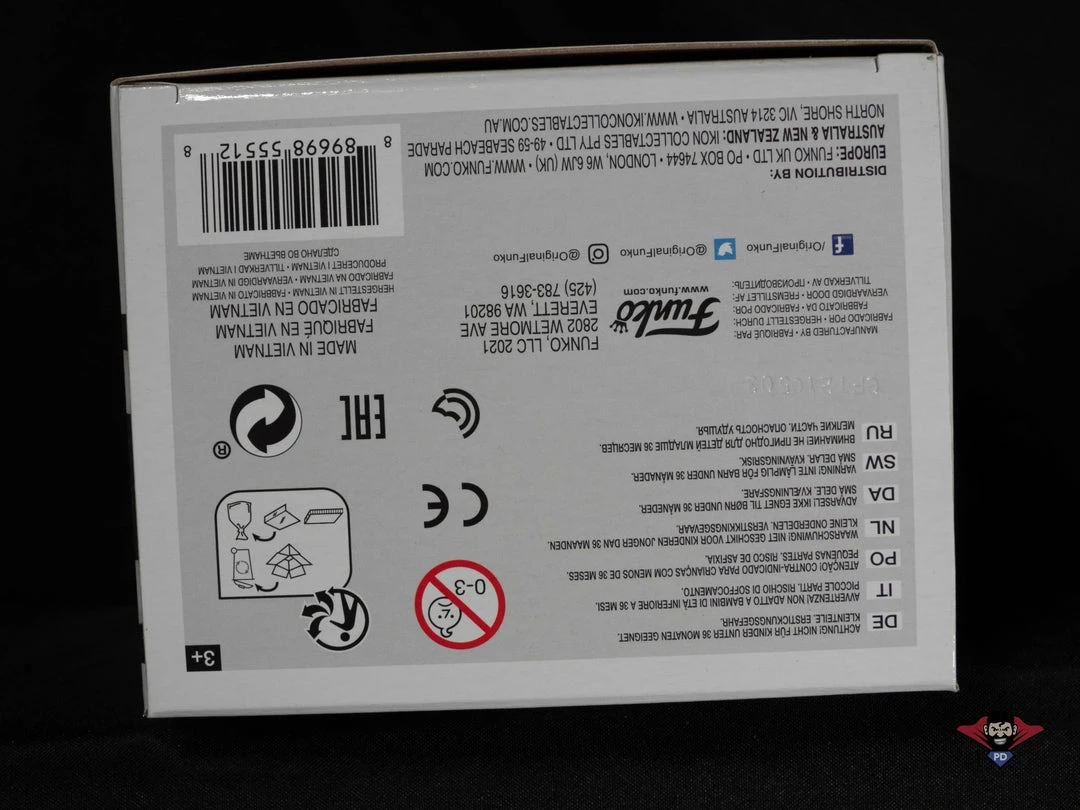 3+
DE
ACHTUNG! NICHT FÜR KINDER UNTER 36 MONATEN GEEIGNET.
KLEINTEILE. ERSTICKUNGSGEFAHR.
IT
AVVERTENZA! NON ADATTO A BAMBINI DI ETÀ INFERIORE A 36 MESI.
PICCOLE PARTI. RISCHIO DI SOFFOCAMENTO.
PO
ATENÇÃO! CONTRA-INDICADO PARA CRIANÇAS COM MENOS DE 36 MESES.
PEQUENAS PARTES. RISCO DE ASFIXIA.
NL
WAARSCHUWING! NIET GESCHIKT VOOR KINDEREN JONGER DAN 36 MAANDEN.
KLEINE ONDERDELEN. VERSTIKKINGSGEVAAR.
DA
ADVARSEL! EGNER IKKE EGNET TIL BØRN UNDER 36 MÅNEDER.
SMÅ DELE. KVÆLNINGSFARE.
SW
VARNING! INTE LÄMPLIG FÖR BARN UNDER 36 MÅNADER.
SMÅ DELAR. KVÄVNINGSRISK.
RU
ВНИМАНИЕ! НЕ ПРИГОДНО ДЛЯ ДЕТЕЙ МЛАДШЕ 36 МЕСЯЦЕВ.
МЕЛКИЕ ЧАСТИ. ОПАСНОСТЬ УДУШЬЯ.
0-3
CE
EAC
®
MANUFACTURED BY • FABRIQUÉ PAR:
FABRICADO POR • HERGESTELLT DURCH:
FABBRICATO DA • FABRICADO POR:
VERVAARDIGD DOOR • FREMSTILLET AF:
TILLVERKAD AV • ПРОИЗВОДИТЕЛЬ:
Funko
www.funko.com
FUNKO, LLC 2021
2802 WETMORE AVE
EVERETT, WA 98201
(425) 783-3616
MADE IN VIETNAM
FABRIQUÉ EN VIETNAM
FABRICADO EN VIETNAM
HERGESTELLT IN VIETNAM • FABBRICATO IN VIETNAM
FABRICADO NA VIETNAM • VERVAARDIGD IN VIETNAM
PRODUCERET I VIETNAM • TILLVERKAD I VIETNAM
СДЕЛАНО ВО ВЬЕТНАМЕ
/OriginalFunko @OriginalFunko @OriginalFunko
DISTRIBUTION BY:
EUROPE: FUNKO UK LTD • PO BOX 74644 • LONDON, W6 6JW (UK) • WWW.FUNKO.COM
AUSTRALIA & NEW ZEALAND: IKON COLLECTABLES PTY LTD • 49-59 SEABEACH PARADE
NORTH SHORE, VIC 3214 AUSTRALIA • WWW.IKONCOLLECTABLES.COM.AU
8 89698 55512 8
PD